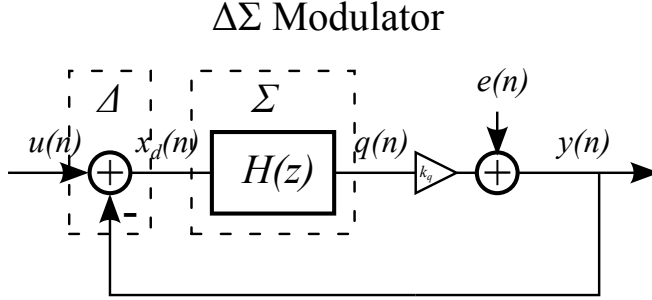 ΔΣ Modulator
Δ
Σ
e(n)
u(n)
x_d(n)
H(z)
q(n)
k_q
y(n)
+
+
-